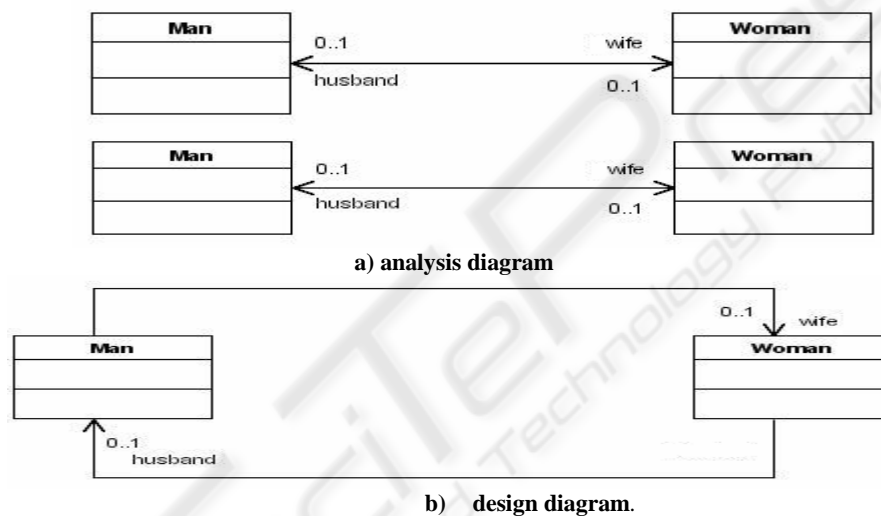 Man Woman
0..1 wife
husband 0..1
Man Woman
0..1 wife
husband 0..1
a) analysis diagram
0..1 wife
Man Woman
0..1
husband
b) design diagram.